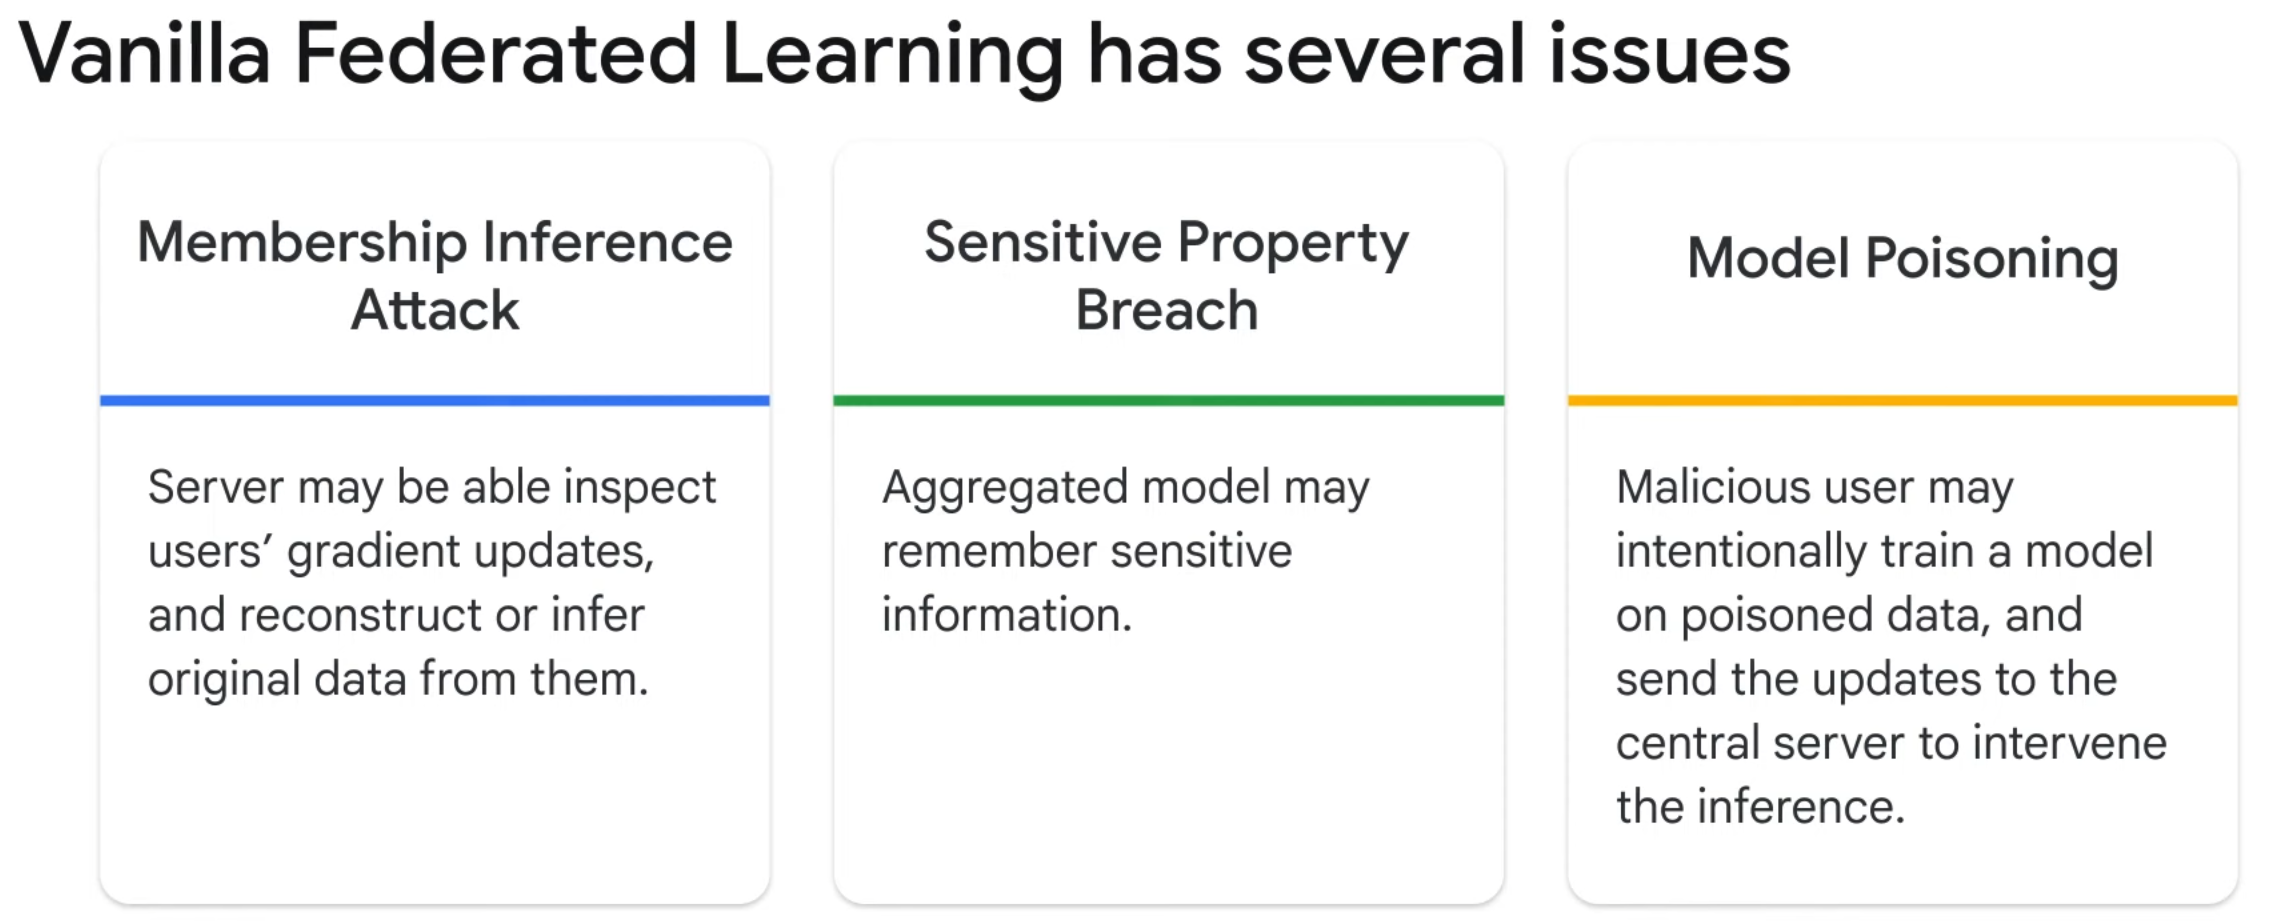 Vanilla Federated Learning has several issues
Membership Inference
Attack
Server may be able inspect
users’ gradient updates,
and reconstruct or infer
original data from them.
Sensitive Property
Breach
Aggregated model may
remember sensitive
information.
Model Poisoning
Malicious user may
intentionally train a model
on poisoned data, and
send the updates to the
central server to intervene
the inference.